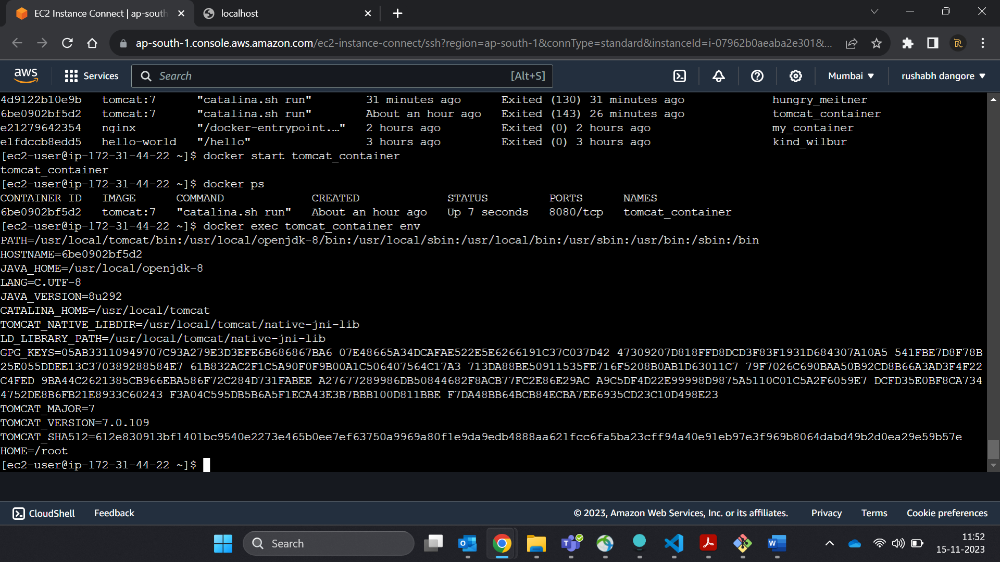 EC2 Instance Connect | ap-south
localhost
ap-south-1.console.aws.amazon.com/ec2-instance-connect/ssh?region=ap-south-1&connType=standard&instanceId=i-07962b0aeaba2e301&...
aws Services Search [Alt+S] Mumbai rushabh dangore
4d9122b10e9b tomcat:7 "catalina.sh run" 31 minutes ago Exited (130) 31 minutes ago hungry_meitner
6be0902bf5d2 tomcat:7 "catalina.sh run" About an hour ago Exited (143) 26 minutes ago tomcat_container
e21279642354 nginx "/docker-entrypoint.…" 2 hours ago Exited (0) 2 hours ago my_container
e1fdccb8edd5 hello-world "/hello" 3 hours ago Exited (0) 3 hours ago kind_wilbur
[ec2-user@ip-172-31-44-22 ~]$ docker start tomcat_container
tomcat_container
[ec2-user@ip-172-31-44-22 ~]$ docker ps
CONTAINER ID IMAGE COMMAND CREATED STATUS PORTS NAMES
6be0902bf5d2 tomcat:7 "catalina.sh run" About an hour ago Up 7 seconds 8080/tcp tomcat_container
[ec2-user@ip-172-31-44-22 ~]$ docker exec tomcat_container env
PATH=/usr/local/tomcat/bin:/usr/local/openjdk-8/bin:/usr/local/sbin:/usr/local/bin:/usr/sbin:/usr/bin:/sbin:/bin
HOSTNAME=6be0902bf5d2
JAVA_HOME=/usr/local/openjdk-8
LANG=C.UTF-8
JAVA_VERSION=8u292
CATALINA_HOME=/usr/local/tomcat
TOMCAT_NATIVE_LIBDIR=/usr/local/tomcat/native-jni-lib
LD_LIBRARY_PATH=/usr/local/tomcat/native-jni-lib
GPG_KEYS=05AB33110949707C93A279E3D3EFE6B686867BA6 07E48665A34DCAFAE522E5E6266191C37C037D42 47309207D818FFD8DCD3F83F1931D684307A10A5 541FBE7D8F78B
25E055DDEE13C370389288584E7 61B832AC2F1C5A90F0F9B00A1C506407564C17A3 713DA88BE50911535FE716F5208B0AB1D63011C7 79F7026C690BAA50B92CD8B66A3AD3F4F22
C4FED 9BA44C2621385CB966EBA586F72C284D731FABEE A27677289986DB50844682F8ACB77FC2E86E29AC A9C5DF4D22E99998D9875A5110C01C5A2F6059E7 DCFD35E0BF8CA734
4752DE8B6FB21E8933C60243 F3A04C595DB5B6A5F1ECA43E3B7BBB100D811BBE F7DA48BB64BCB84ECBA7EE6935CD23C10D498E23
TOMCAT_MAJOR=7
TOMCAT_VERSION=7.0.109
TOMCAT_SHA512=612e830913bf1401bc9540e2273e465b0ee7ef63750a9969a80f1e9da9edb4888aa621fcc6fa5ba23cff94a40e91eb97e3f969b8064dabd49b2d0ea29e59b57e
HOME=/root
[ec2-user@ip-172-31-44-22 ~]$
CloudShell Feedback © 2023, Amazon Web Services, Inc. or its affiliates. Privacy Terms Cookie preferences
Search
11:52
15-11-2023